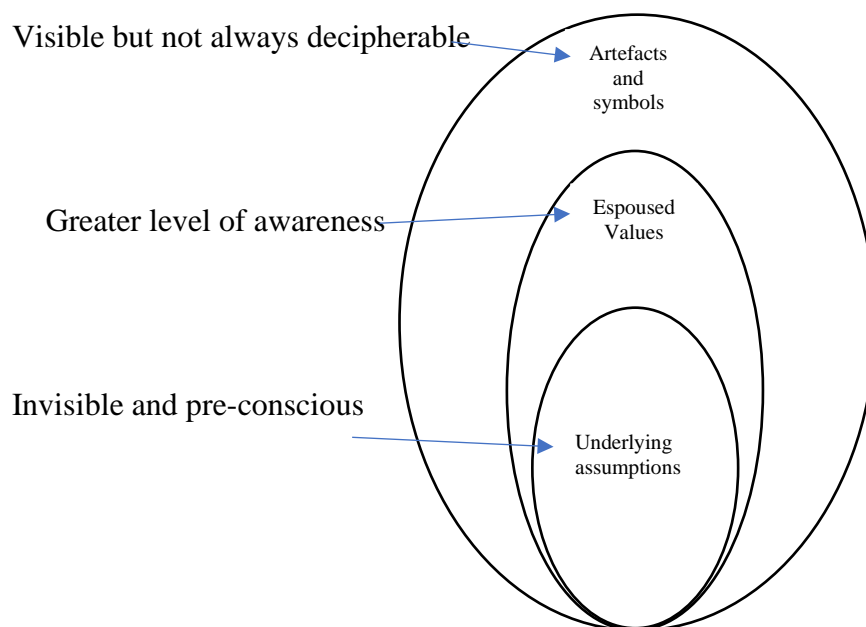 Visible but not always decipherable
Artefacts
and
symbols
Greater level of awareness
Espoused
Values
Invisible and pre-conscious
Underlying
assumptions